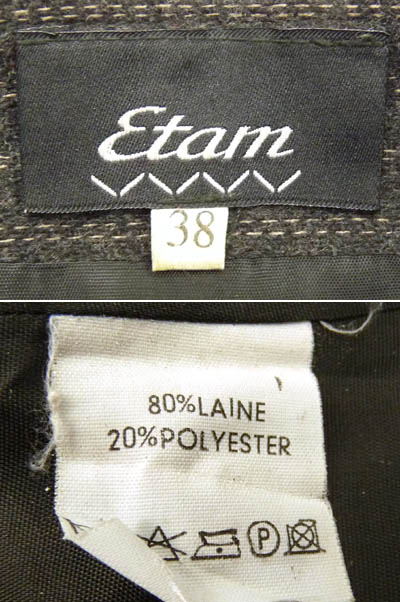 Etam
38
80%LAINE
20%POLYESTER
P